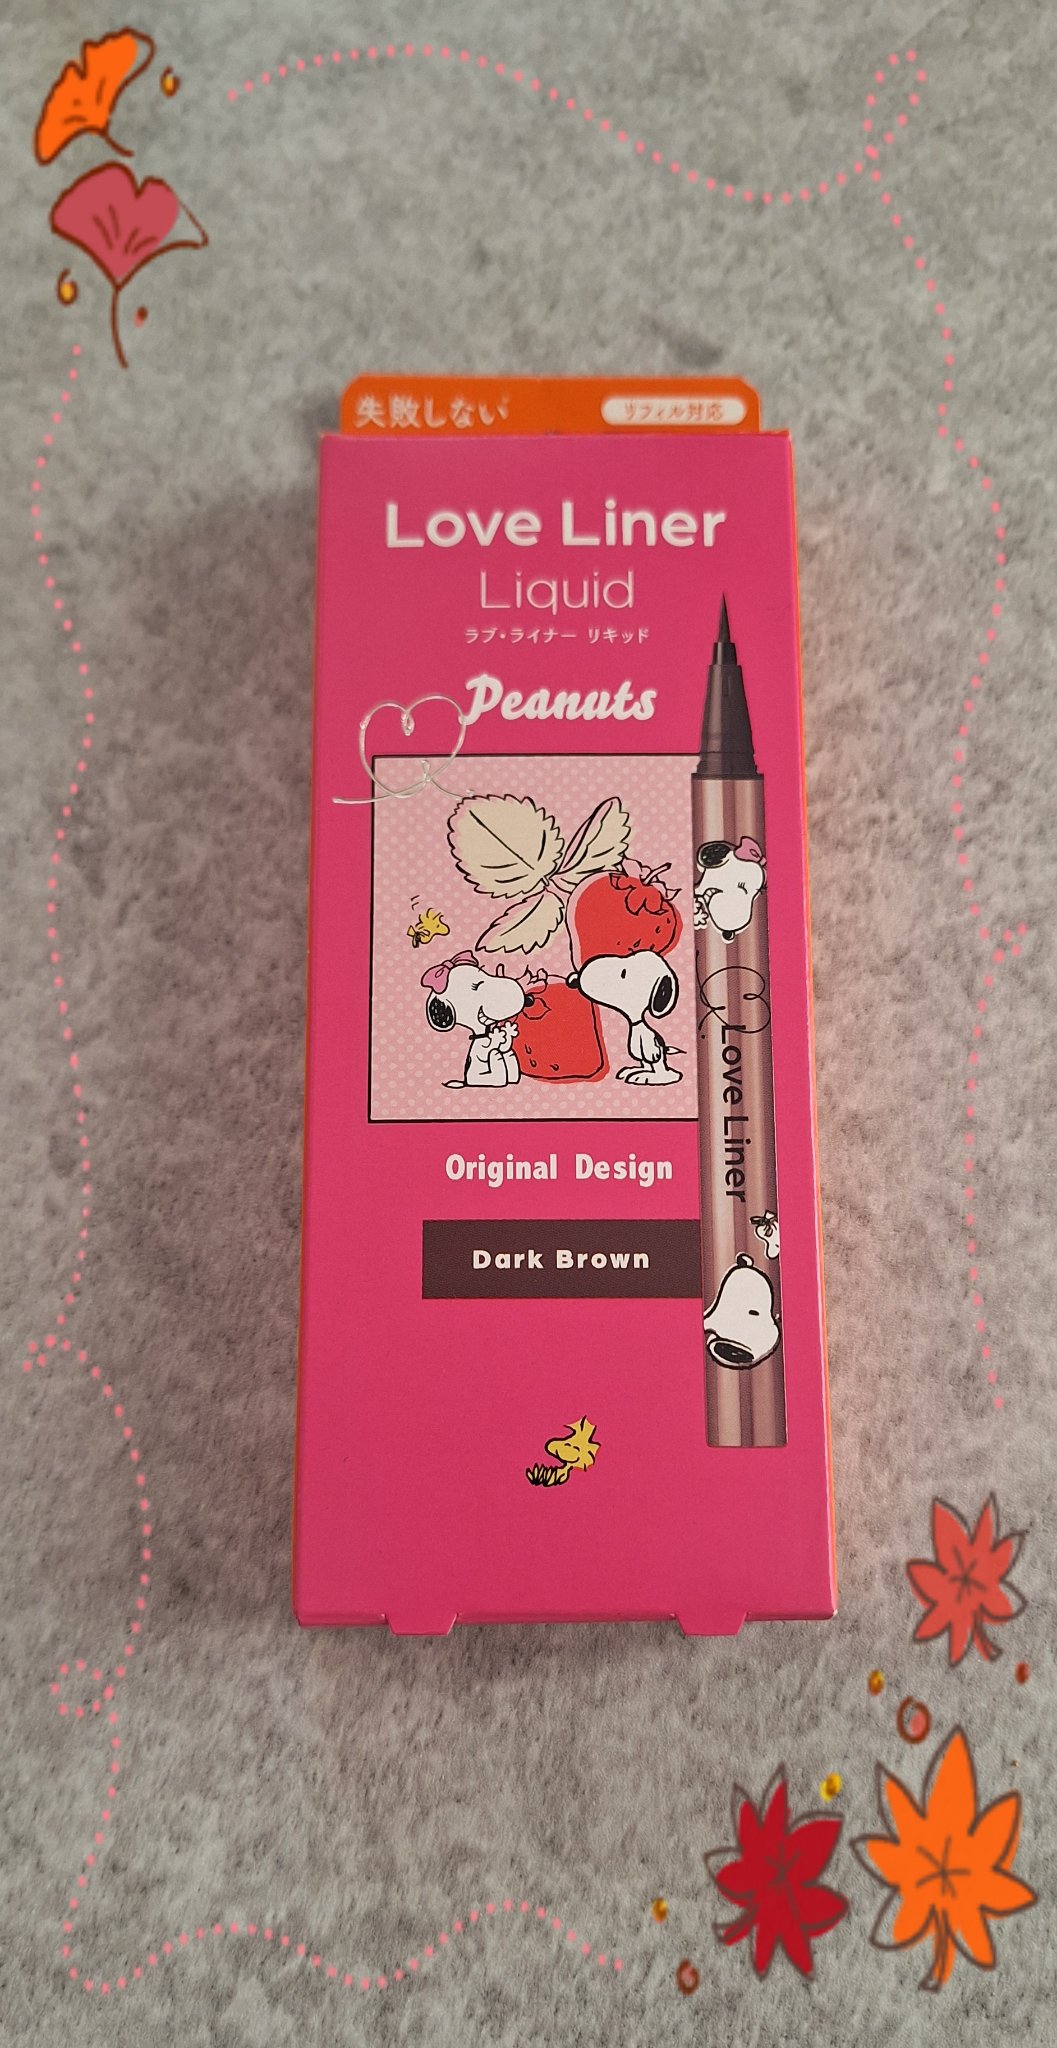 失敗しない
リフィル対応
Love Liner
Liquid
ラブ・ライナー リキッド
Peanuts
Love Liner
Original Design
Dark Brown